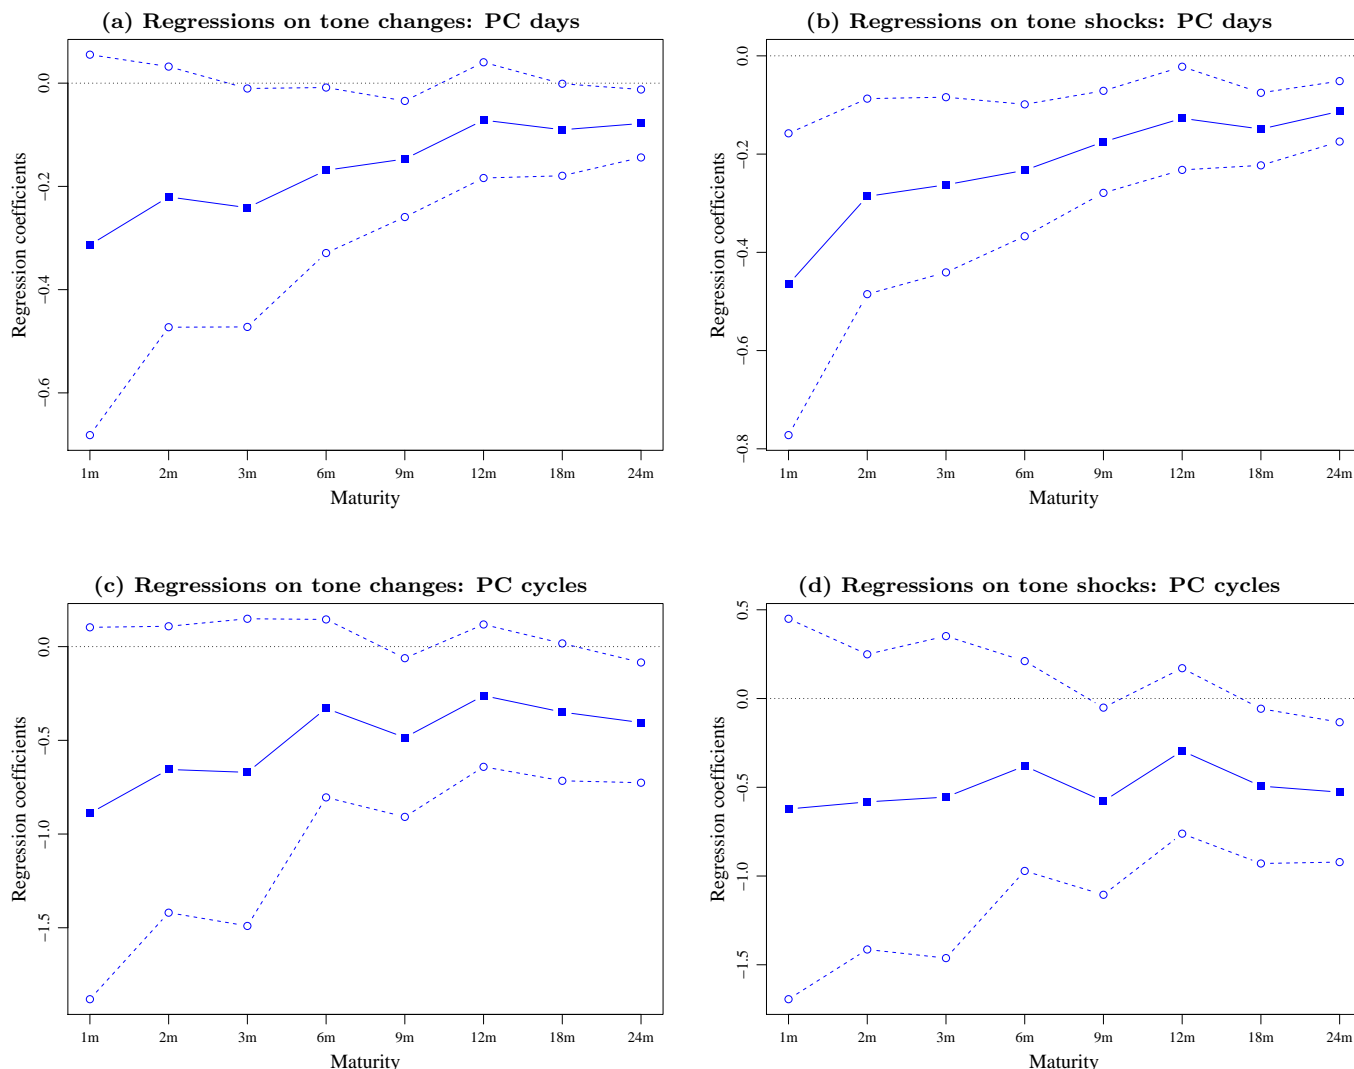 (a) Regressions on tone changes: PC days
0.0
−0.2
−0.4
−0.6
Regression coefficients
1m 2m 3m 6m 9m 12m 18m 24m
Maturity
(b) Regressions on tone shocks: PC days
0.0
−0.2
−0.4
−0.6
−0.8
Regression coefficients
1m 2m 3m 6m 9m 12m 18m 24m
Maturity
(c) Regressions on tone changes: PC cycles
0.0
−0.5
−1.0
−1.5
Regression coefficients
1m 2m 3m 6m 9m 12m 18m 24m
Maturity
(d) Regressions on tone shocks: PC cycles
0.5
0.0
−0.5
−1.0
−1.5
Regression coefficients
1m 2m 3m 6m 9m 12m 18m 24m
Maturity